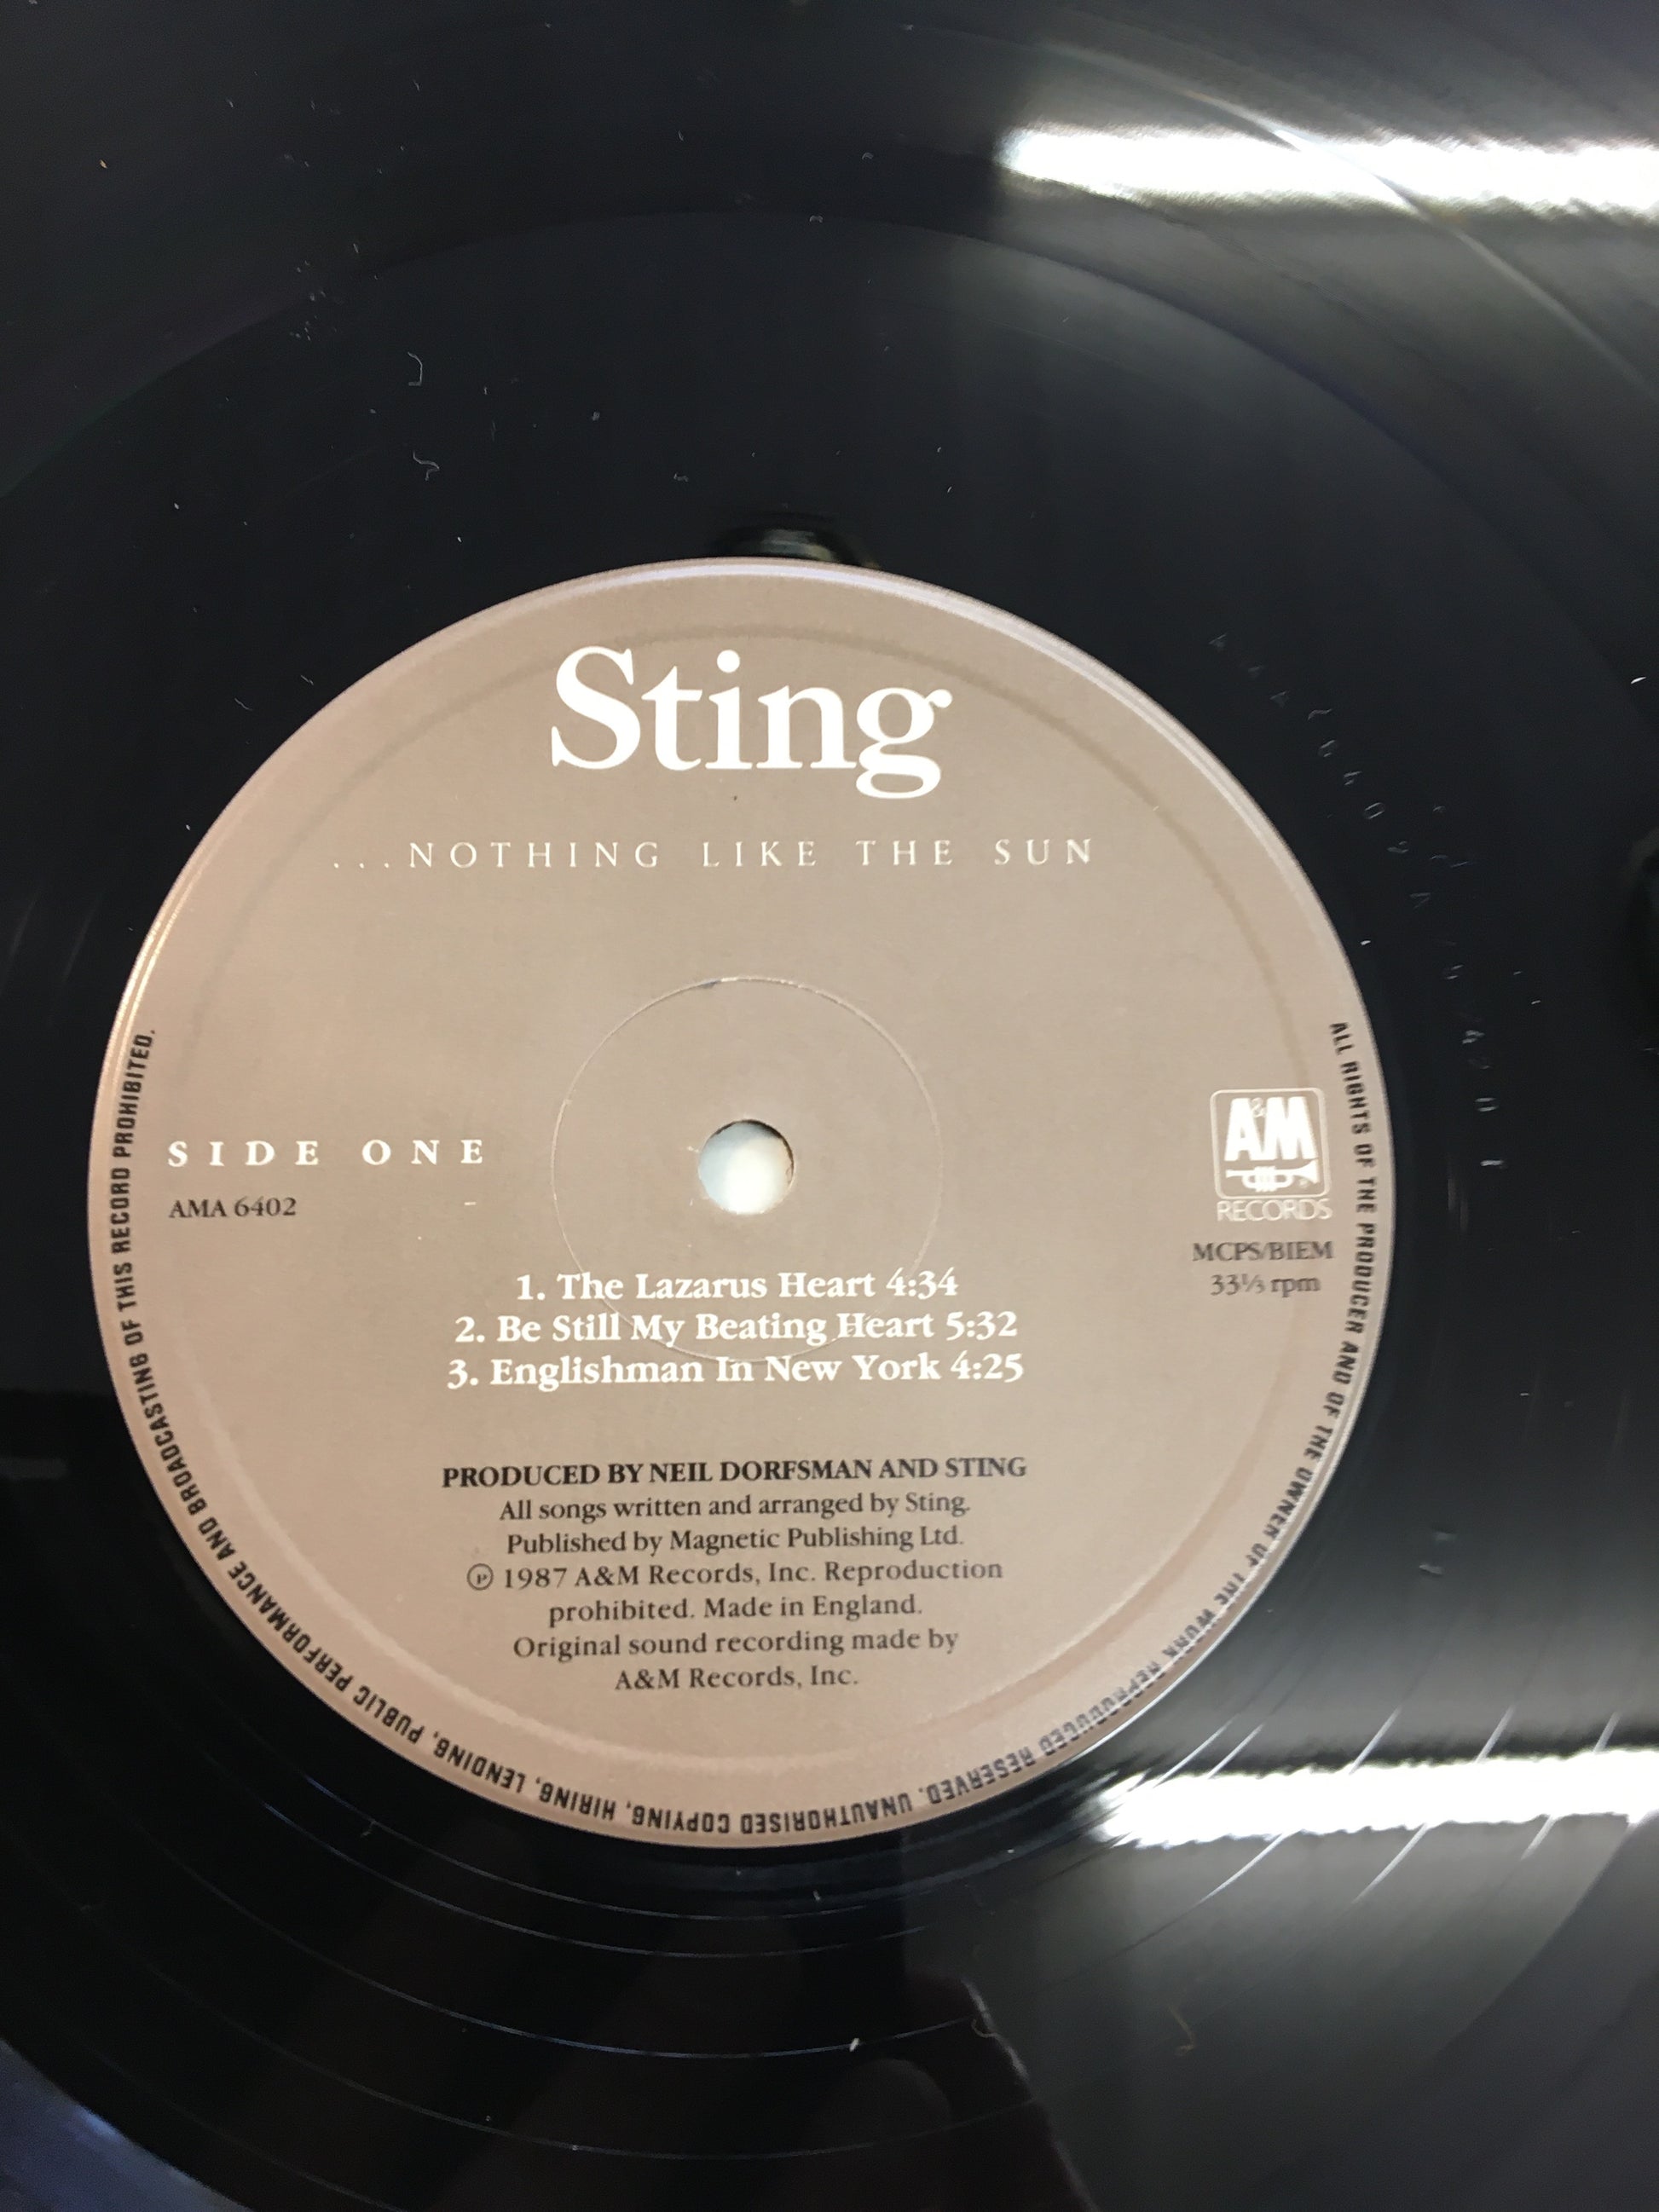 Sting
...NOTHING LIKE THE SUN
SIDE ONE
AMA 6402
A&M
RECORDS
MCPS/BIEM
33⅓ rpm
1. The Lazarus Heart 4:34
2. Be Still My Beating Heart 5:32
3. Englishman In New York 4:25
PRODUCED BY NEIL DORFSMAN AND STING
All songs written and arranged by Sting.
Published by Magnetic Publishing Ltd.
℗ 1987 A&M Records, Inc. Reproduction
prohibited. Made in England.
Original sound recording made by
A&M Records, Inc.
ALL RIGHTS OF THE PRODUCER AND OF THE OWNER OF THE WORK REPRODUCED RESERVED. UNAUTHORISED COPYING, HIRING, LENDING, PUBLIC PERFORMANCE AND BROADCASTING OF THIS RECORD PROHIBITED.